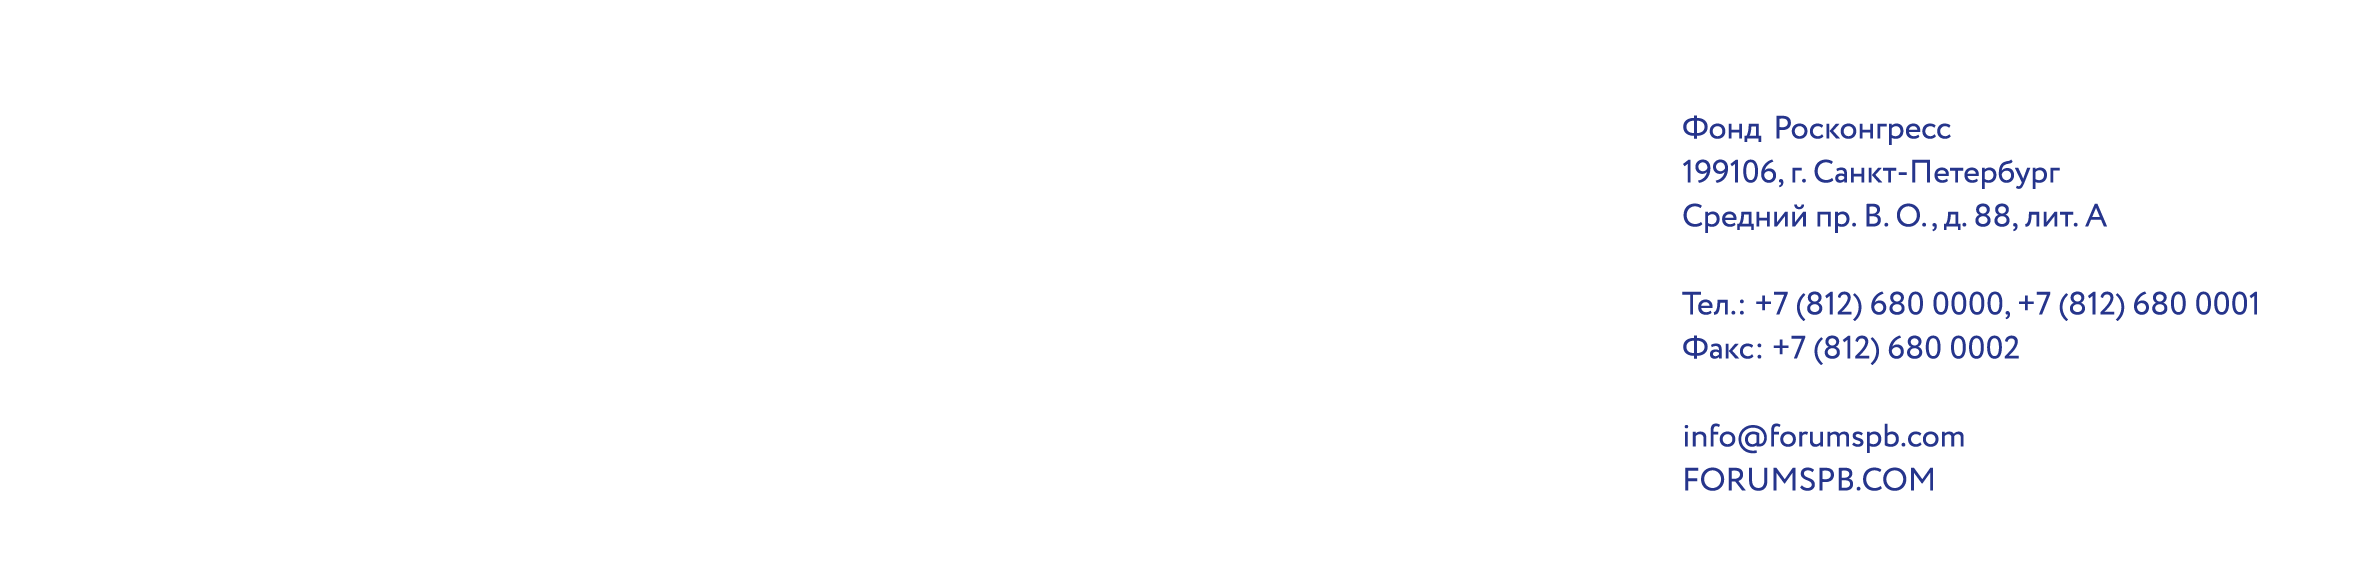 Фонд Росконгресс
199106, г. Санкт-Петербург
Средний пр. В. О., д. 88, лит. А
Тел.: +7 (812) 680 0000, +7 (812) 680 0001
Факс: +7 (812) 680 0002
info@forumspb.com
FORUMSPB.COM